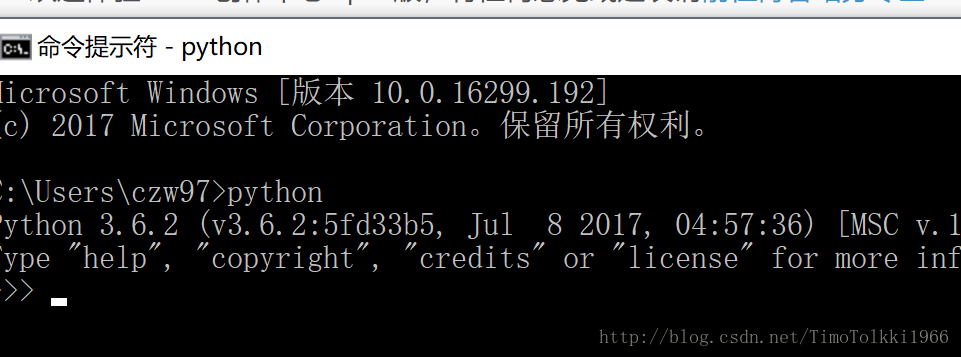 命令提示符 - python
Microsoft Windows [版本 10.0.16299.192]
(c) 2017 Microsoft Corporation。保留所有权利。
C:\Users\czw97>python
Python 3.6.2 (v3.6.2:5fd33b5, Jul  8 2017, 04:57:36) [MSC v.1
Type "help", "copyright", "credits" or "license" for more inf
>>>
http://blog.csdn.net/TimoTolkki1966